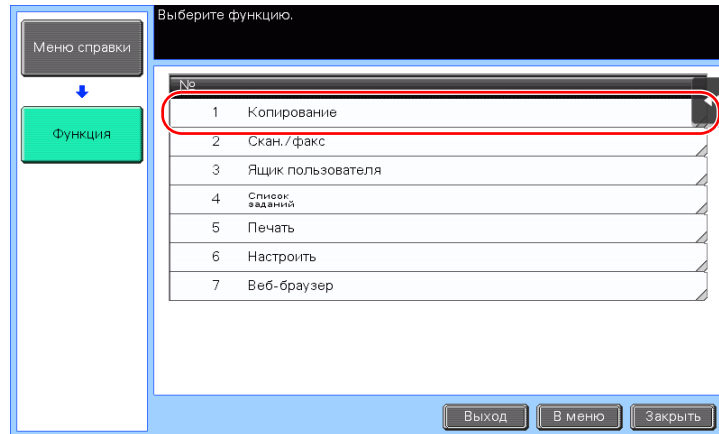 Выберите функцию.
Меню справки
Функция
№
1 Копирование
2 Скан./факс
3 Ящик пользователя
4 Список
заданий
5 Печать
6 Настроить
7 Веб-браузер
Выход В меню Закрыть